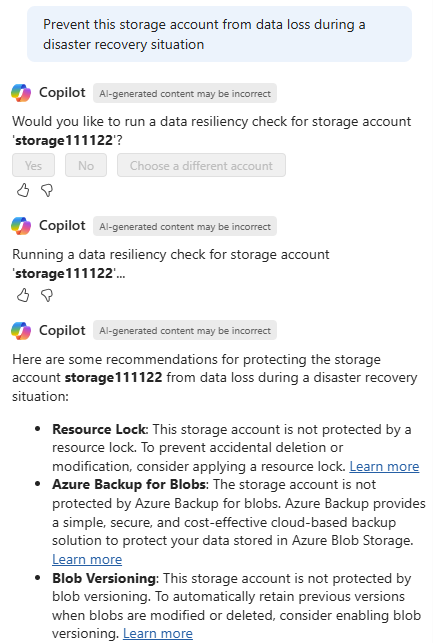 Prevent this storage account from data loss during a
disaster recovery situation
Copilot AI-generated content may be incorrect
Would you like to run a data resiliency check for storage account
'storage111122'?
Yes No Choose a different account
Copilot AI-generated content may be incorrect
Running a data resiliency check for storage account
'storage111122'...
Copilot AI-generated content may be incorrect
Here are some recommendations for protecting the storage
account storage111122 from data loss during a disaster recovery
situation:
• Resource Lock: This storage account is not protected by a
resource lock. To prevent accidental deletion or
modification, consider applying a resource lock. Learn more
• Azure Backup for Blobs: The storage account is not
protected by Azure Backup for blobs. Azure Backup provides
a simple, secure, and cost-effective cloud-based backup
solution to protect your data stored in Azure Blob Storage.
Learn more
• Blob Versioning: This storage account is not protected by
blob versioning. To automatically retain previous versions
when blobs are modified or deleted, consider enabling blob
versioning. Learn more